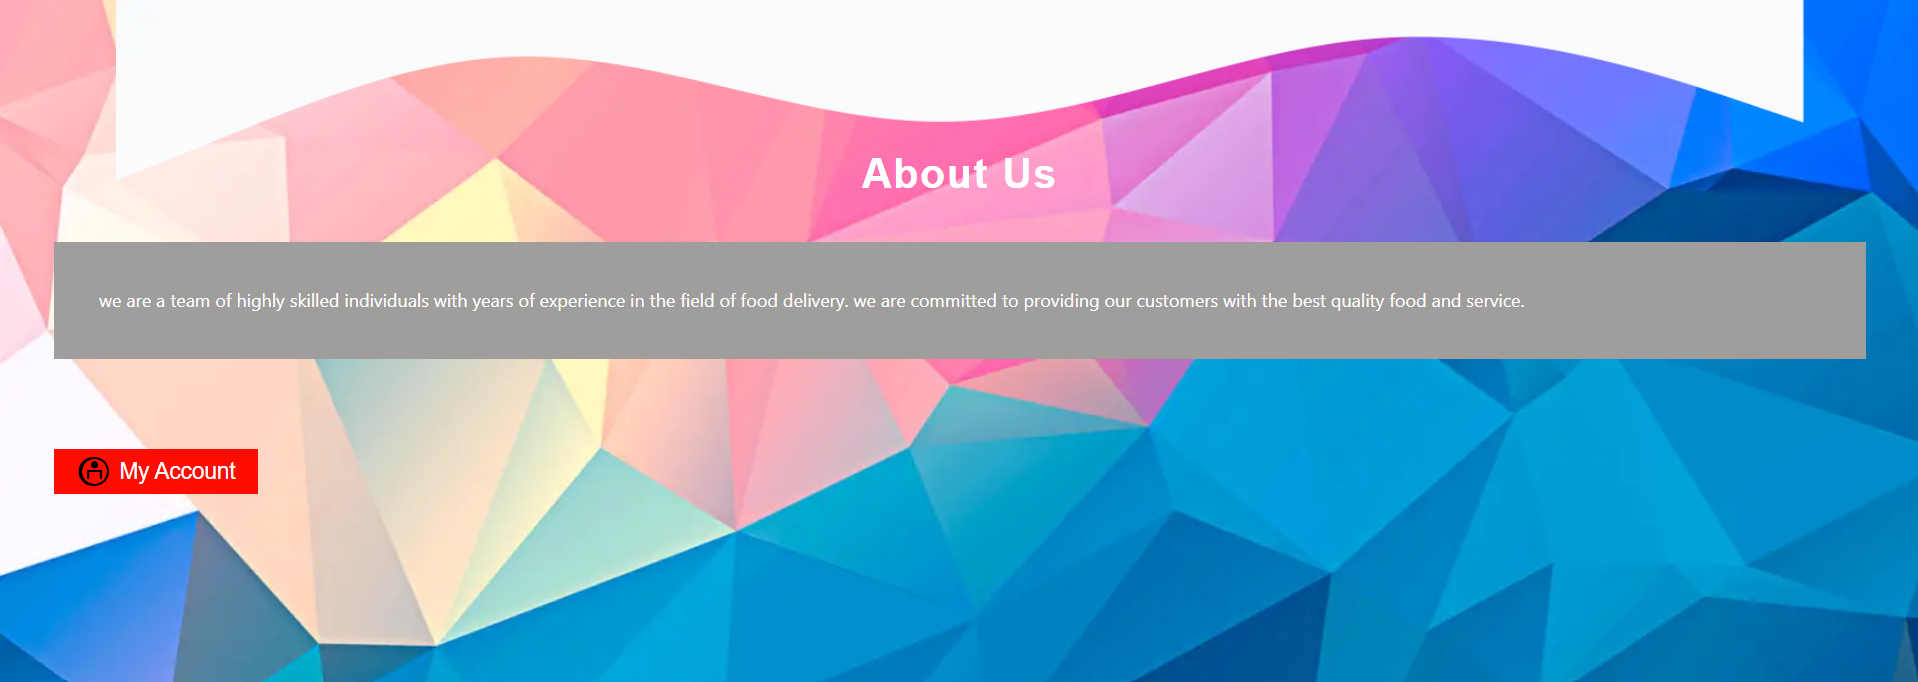 About Us
we are a team of highly skilled individuals with years of experience in the field of food delivery. we are committed to providing our customers with the best quality food and service.
My Account